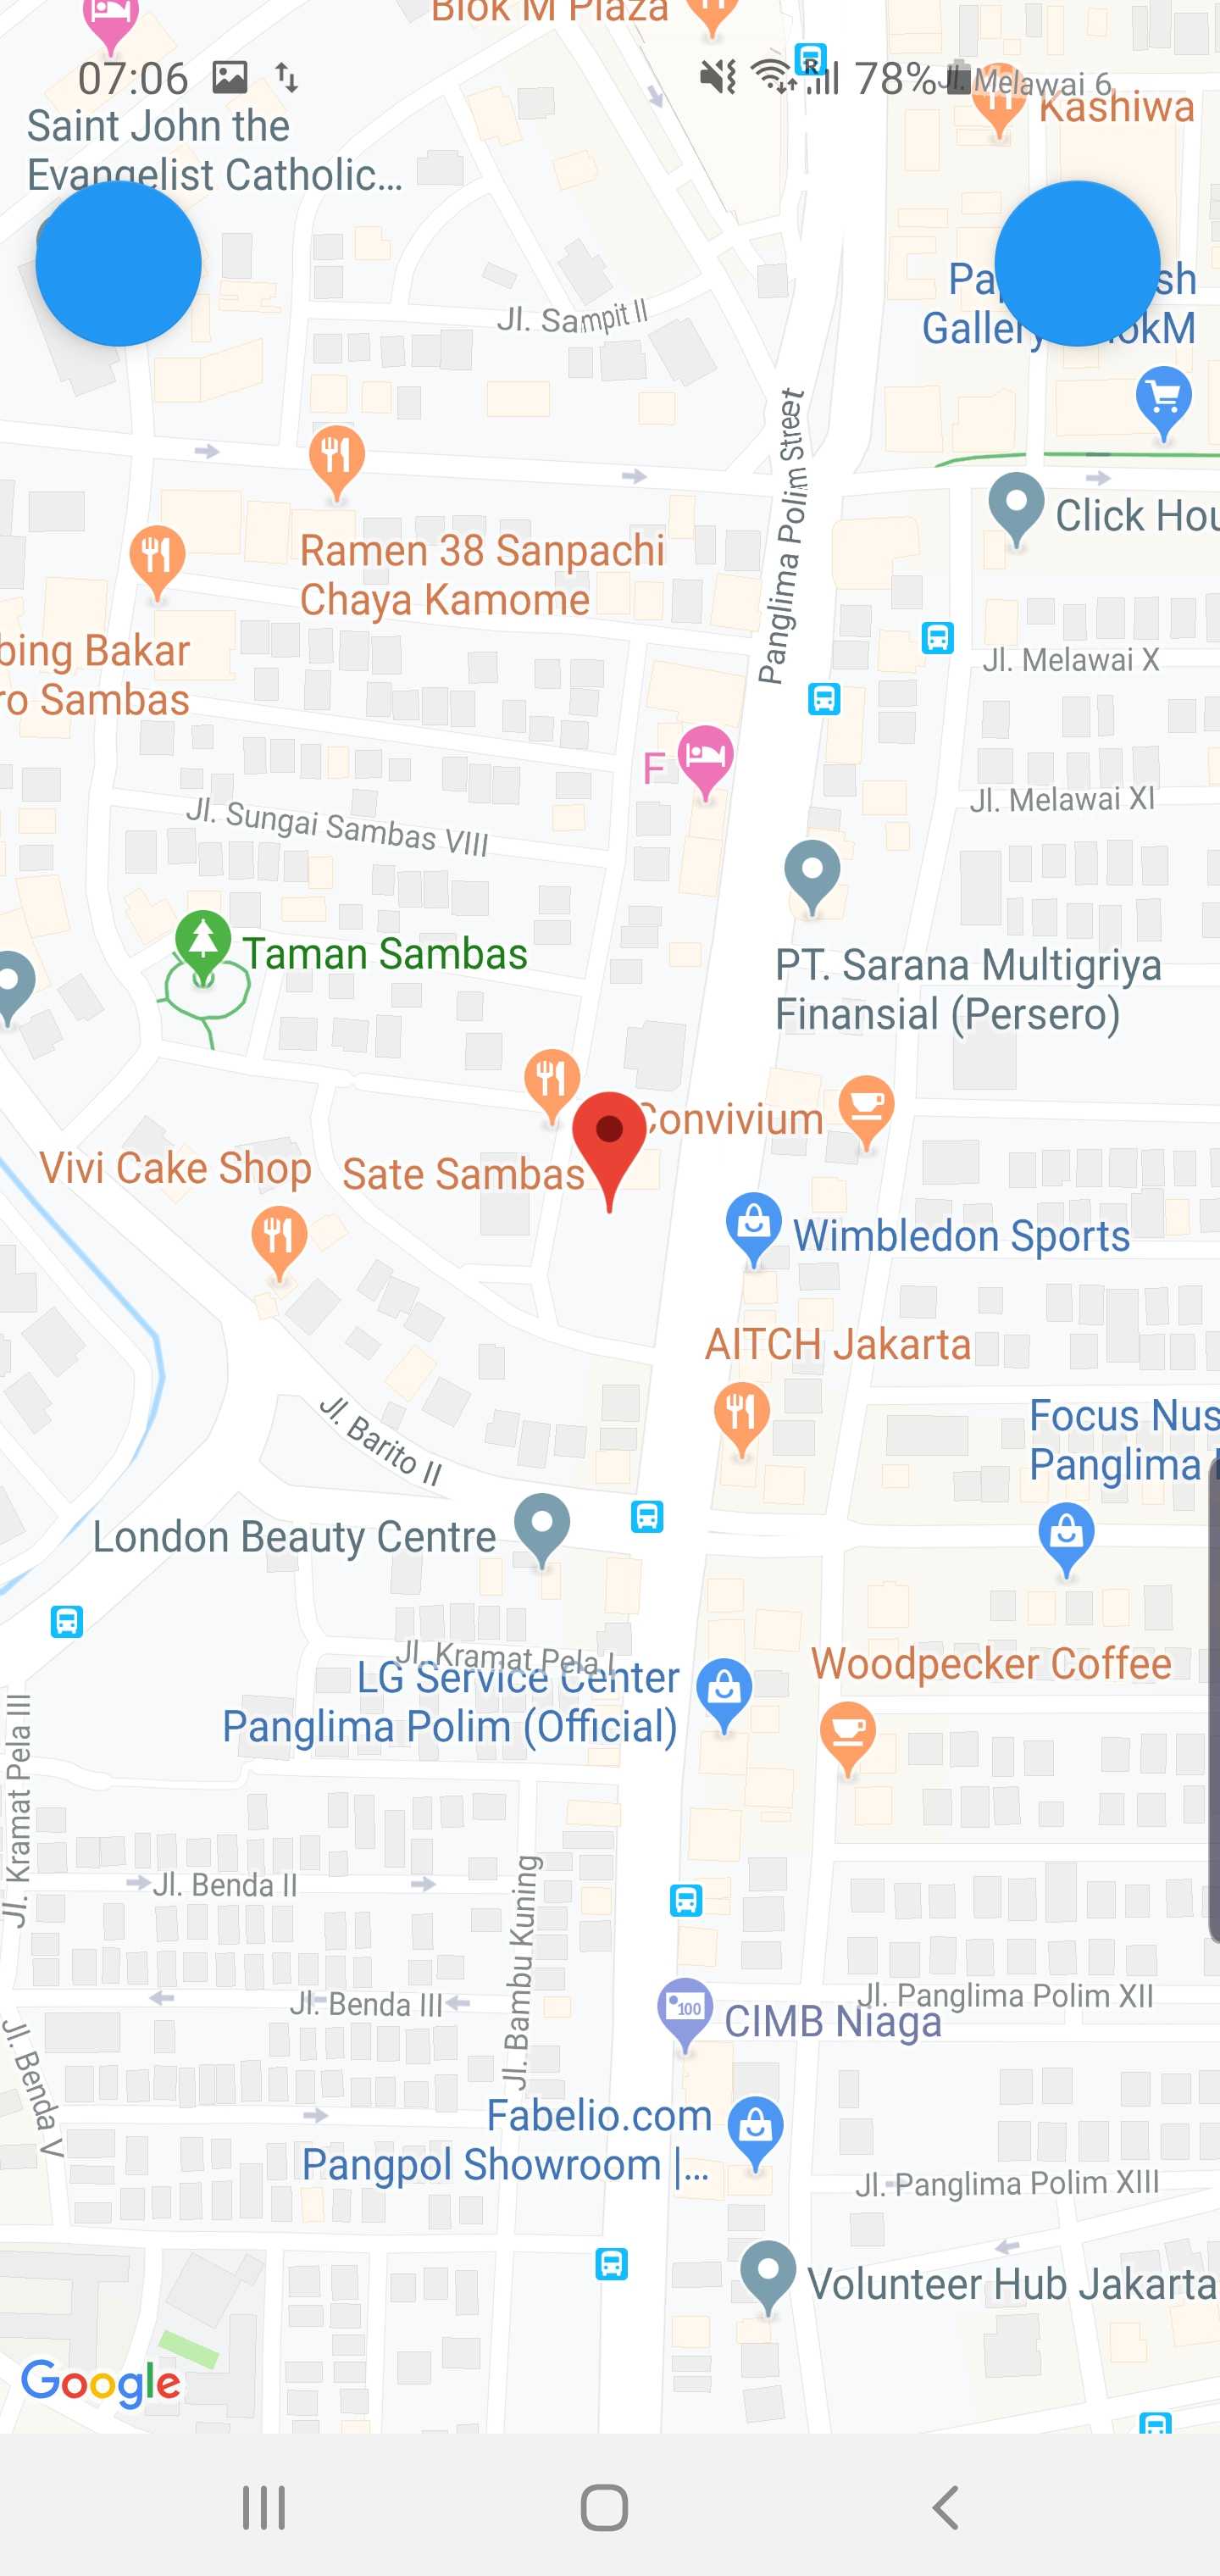 Blok M Plaza
07:06
78%
Jl. Melawai 6
Kashiwa
Saint John the
Evangelist Catholic...
Gallery
okM
Jl. Sampit II
Panglima Polim Street
Click Hou
Ramen 38 Sanpachi
Chaya Kamome
bing Bakar
ro Sambas
Jl. Melawai X
F
Jl. Melawai XI
Jl. Sungai Sambas VIII
Taman Sambas
PT. Sarana Multigriya
Finansial (Persero)
Convivium
Vivi Cake Shop
Sate Sambas
Wimbledon Sports
AITCH Jakarta
Jl. Barito II
Focus Nus
Panglima
London Beauty Centre
Jl. Kramat Pela I
LG Service Center
Panglima Polim (Official)
Woodpecker Coffee
Jl. Kramat Pela III
Jl. Benda II
Jl. Bambu Kuning
Jl. Benda III
Jl. Panglima Polim XII
100
CIMB Niaga
Jl. Benda V
Fabelio.com
Pangpol Showroom |...
Jl. Panglima Polim XIII
Volunteer Hub Jakarta
Google